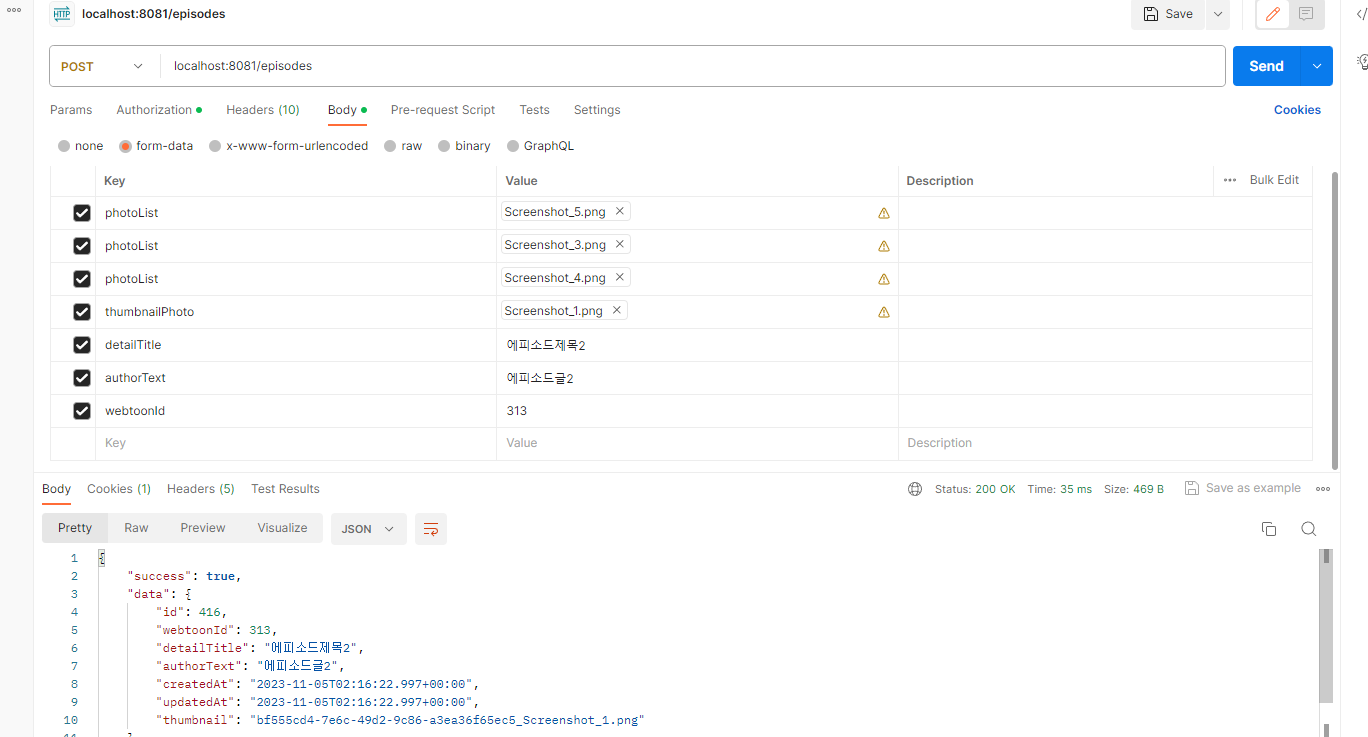 HTTP localhost:8081/episodes Save
POST localhost:8081/episodes Send
Params Authorization Headers (10) Body Pre-request Script Tests Settings Cookies
none form-data x-www-form-urlencoded raw binary GraphQL
Key Value Description Bulk Edit
photoList Screenshot_5.png
photoList Screenshot_3.png
photoList Screenshot_4.png
thumbnailPhoto Screenshot_1.png
detailTitle 에피소드제목2
authorText 에피소드글2
webtoonId 313
Key Value Description
Body Cookies (1) Headers (5) Test Results Status: 200 OK Time: 35 ms Size: 469 B Save as example
Pretty Raw Preview Visualize JSON
1 {
2 "success": true,
3 "data": {
4 "id": 416,
5 "webtoonId": 313,
6 "detailTitle": "에피소드제목2",
7 "authorText": "에피소드글2",
8 "createdAt": "2023-11-05T02:16:22.997+00:00",
9 "updatedAt": "2023-11-05T02:16:22.997+00:00",
10 "thumbnail": "bf555cd4-7e6c-49d2-9c86-a3ea36f65ec5_Screenshot_1.png"